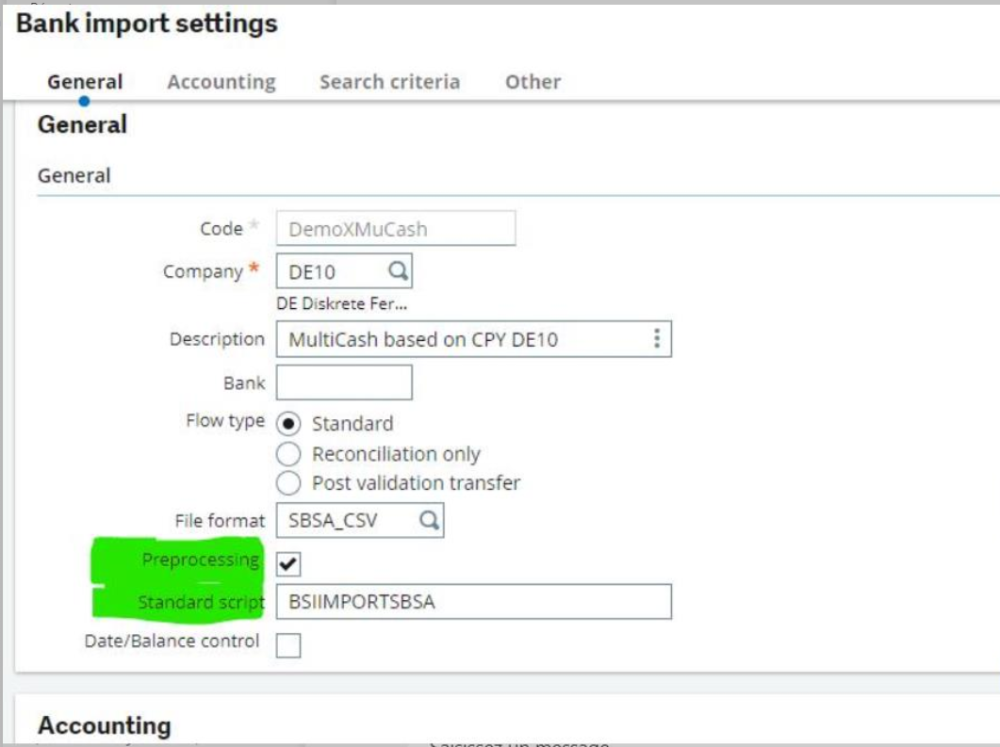 Bank import settings
General Accounting Search criteria Other
General
General
Code * DemoXMuCash
Company * DE10
DE Diskrete Fer...
Description MultiCash based on CPY DE10
Bank
Flow type Standard
Reconciliation only
Post validation transfer
File format SBSA_CSV
Preprocessing
Standard script BSIIMPORTSBSA
Date/Balance control
Accounting